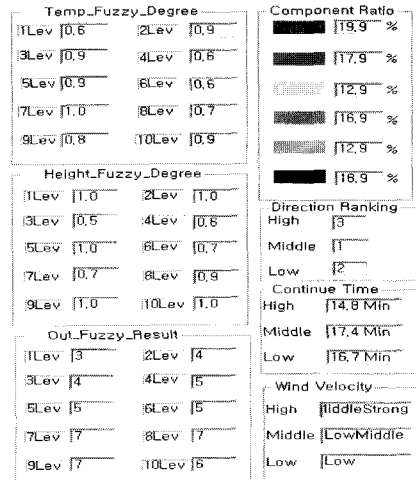 Temp_Fuzzy_Degree
1Lev 0,6 2Lev 0,9
3Lev 0,9 4Lev 0,6
5Lev 0,9 6Lev 0,6
7Lev 1,0 8Lev 0,7
9Lev 0,8 10Lev 0,9
Height_Fuzzy_Degree
1Lev 1,0 2Lev 1,0
3Lev 0,5 4Lev 0,6
5Lev 1,0 6Lev 0,7
7Lev 0,7 8Lev 0,9
9Lev 1,0 10Lev 1,0
Out_Fuzzy_Result
1Lev 3 2Lev 4
3Lev 4 4Lev 5
5Lev 5 6Lev 5
7Lev 7 8Lev 7
9Lev 7 10Lev 6
Component Ratio
19,9 %
17,9 %
12,9 %
16,9 %
12,9 %
18,9 %
Direction Ranking
High 3
Middle 1
Low 2
Continue Time
High 14,8 Min
Middle 17,4 Min
Low 16,7 Min
Wind Velocity
High iddleStrong
Middle LowMiddle
Low Low